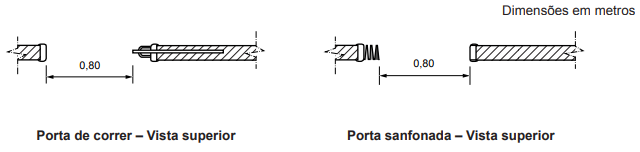 Dimensões em metros
0,80
0,80
Porta de correr – Vista superior
Porta sanfonada – Vista superior